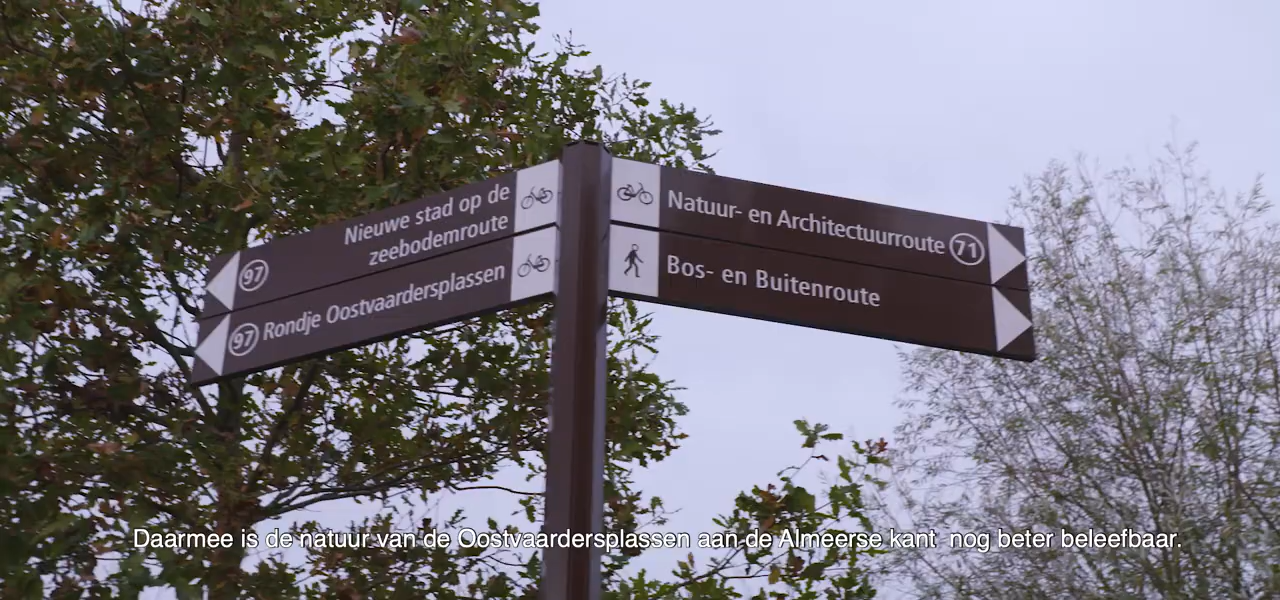 Nieuwe stad op de
zeebodemroute
97
97 Rondje Oostvaardersplassen
Natuur- en Architectuurroute 71
Bos- en Buitenroute
Daarmee is de natuur van de Oostvaardersplassen aan de Almeerse kant nog beter beleefbaar.